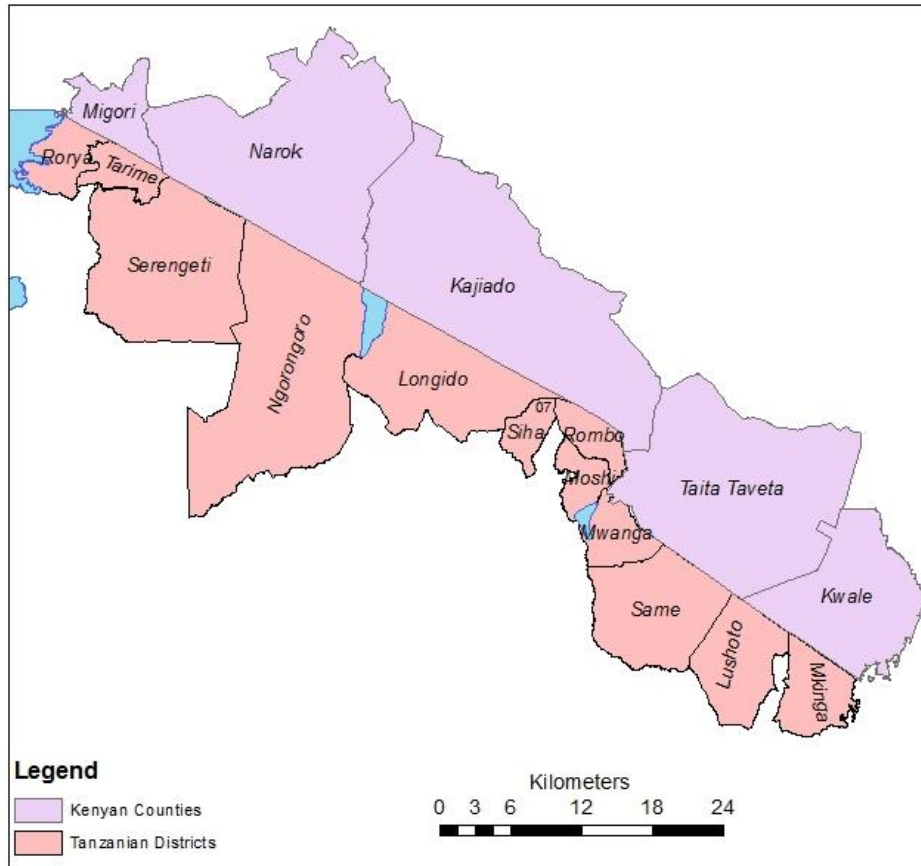 Migori
Narok
Rorya
Tarime
Serengeti
Kajiado
Ngorongoro
Longido
07
Siha
Rombo
Moshi
Taita Taveta
Mwanga
Kwale
Same
Lushoto
Mkinga
Legend
Kenyan Counties
Tanzanian Districts
Kilometers
0 3 6 12 18 24